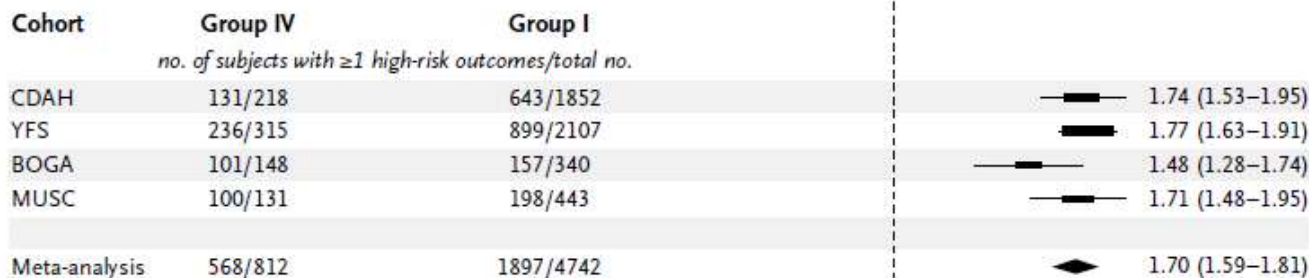 Cohort Group IV Group I
no. of subjects with ≥1 high-risk outcomes/total no.
CDAH 131/218 643/1852 1.74 (1.53–1.95)
YFS 236/315 899/2107 1.77 (1.63–1.91)
BOGA 101/148 157/340 1.48 (1.28–1.74)
MUSC 100/131 198/443 1.71 (1.48–1.95)
Meta-analysis 568/812 1897/4742 1.70 (1.59–1.81)